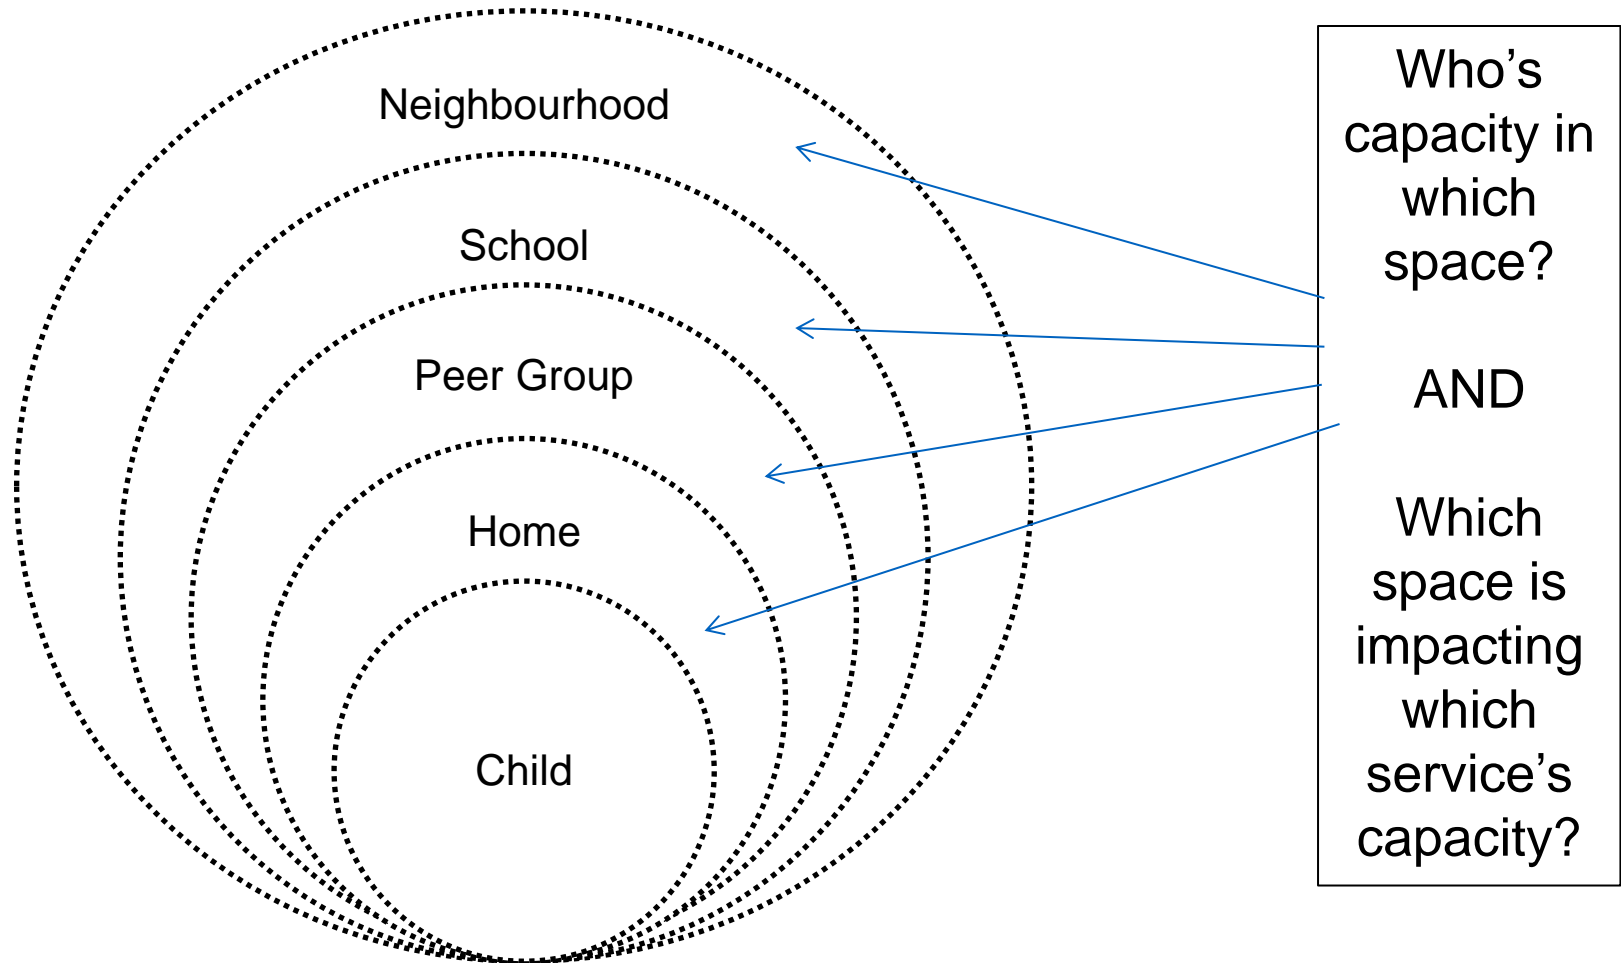 Neighbourhood
School
Peer Group
Home
Child
Who’s
capacity in
which
space?
AND
Which
space is
impacting
which
service’s
capacity?